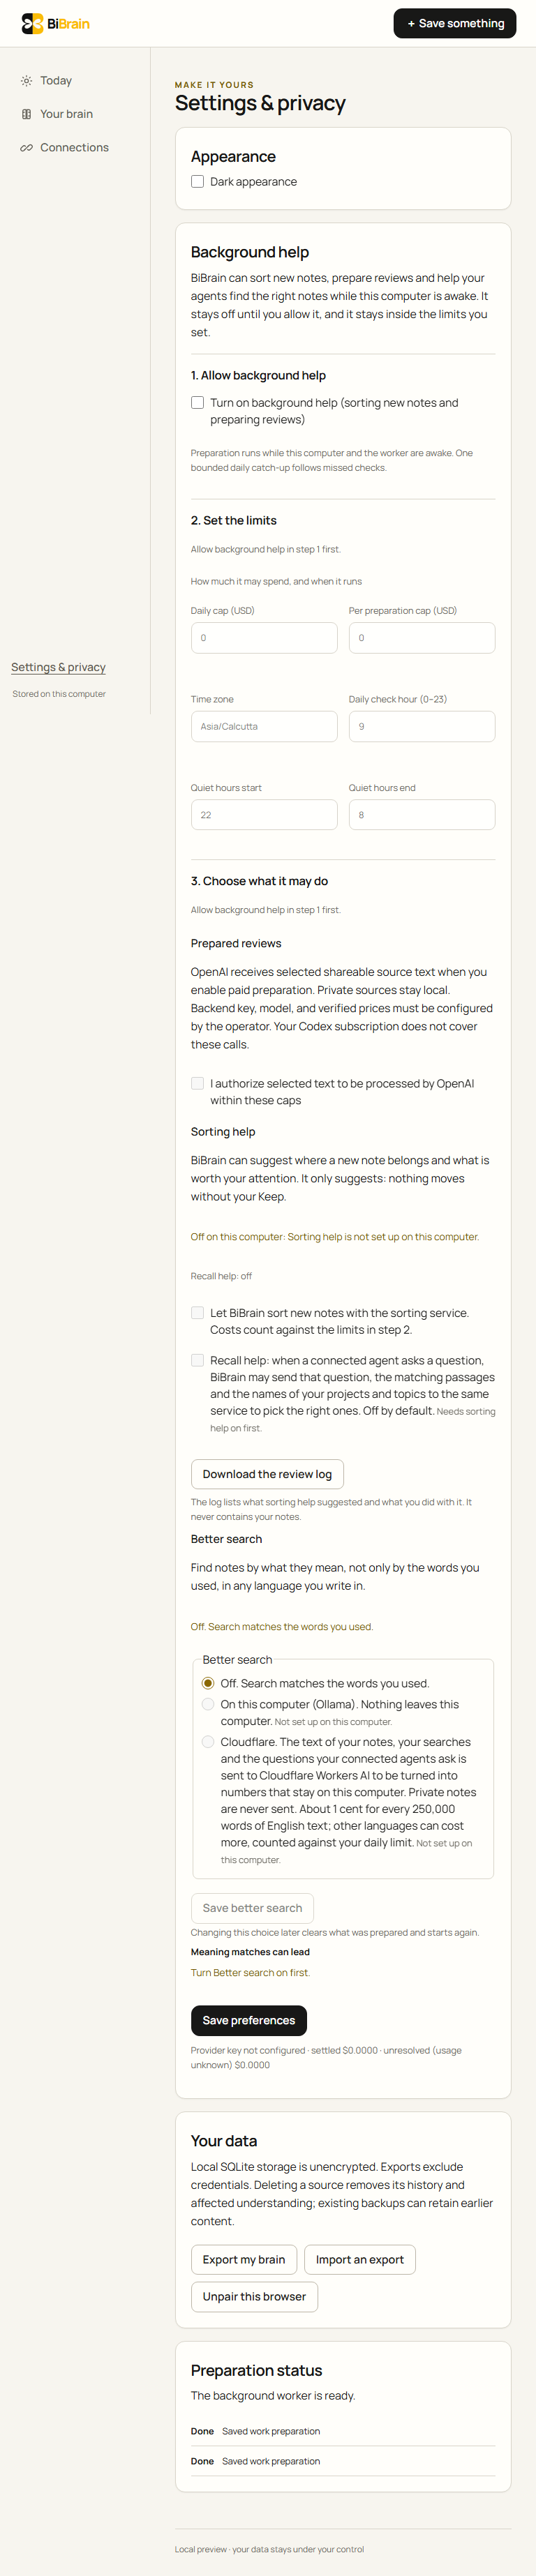 BiBrain
+ Save something
Today
Your brain
Connections
Settings & privacy
Stored on this computer
MAKE IT YOURS
Settings & privacy
Appearance
Dark appearance
Background help
BiBrain can sort new notes, prepare reviews and help your
agents find the right notes while this computer is awake. It
stays off until you allow it, and it stays inside the limits you
set.
1. Allow background help
Turn on background help (sorting new notes and
preparing reviews)
Preparation runs while this computer and the worker are awake. One
bounded daily catch-up follows missed checks.
2. Set the limits
Allow background help in step 1 first.
How much it may spend, and when it runs
Daily cap (USD)
Per preparation cap (USD)
0
0
Time zone
Daily check hour (0–23)
Asia/Calcutta
9
Quiet hours start
Quiet hours end
22
8
3. Choose what it may do
Allow background help in step 1 first.
Prepared reviews
OpenAI receives selected shareable source text when you
enable paid preparation. Private sources stay local.
Backend key, model, and verified prices must be configured
by the operator. Your Codex subscription does not cover
these calls.
I authorize selected text to be processed by OpenAI
within these caps
Sorting help
BiBrain can suggest where a new note belongs and what is
worth your attention. It only suggests: nothing moves
without your Keep.
Off on this computer: Sorting help is not set up on this computer.
Recall help: off
Let BiBrain sort new notes with the sorting service.
Costs count against the limits in step 2.
Recall help: when a connected agent asks a question,
BiBrain may send that question, the matching passages
and the names of your projects and topics to the same
service to pick the right ones. Off by default. Needs sorting
help on first.
Download the review log
The log lists what sorting help suggested and what you did with it. It
never contains your notes.
Better search
Find notes by what they mean, not only by the words you
used, in any language you write in.
Off. Search matches the words you used.
Better search
Off. Search matches the words you used.
On this computer (Ollama). Nothing leaves this
computer. Not set up on this computer.
Cloudflare. The text of your notes, your searches
and the questions your connected agents ask is
sent to Cloudflare Workers AI to be turned into
numbers that stay on this computer. Private notes
are never sent. About 1 cent for every 250,000
words of English text; other languages can cost
more, counted against your daily limit. Not set up on
this computer.
Save better search
Changing this choice later clears what was prepared and starts again.
Meaning matches can lead
Turn Better search on first.
Save preferences
Provider key not configured · settled $0.0000 · unresolved (usage
unknown) $0.0000
Your data
Local SQLite storage is unencrypted. Exports exclude
credentials. Deleting a source removes its history and
affected understanding; existing backups can retain earlier
content.
Export my brain
Import an export
Unpair this browser
Preparation status
The background worker is ready.
Done Saved work preparation
Done Saved work preparation
Local preview · your data stays under your control